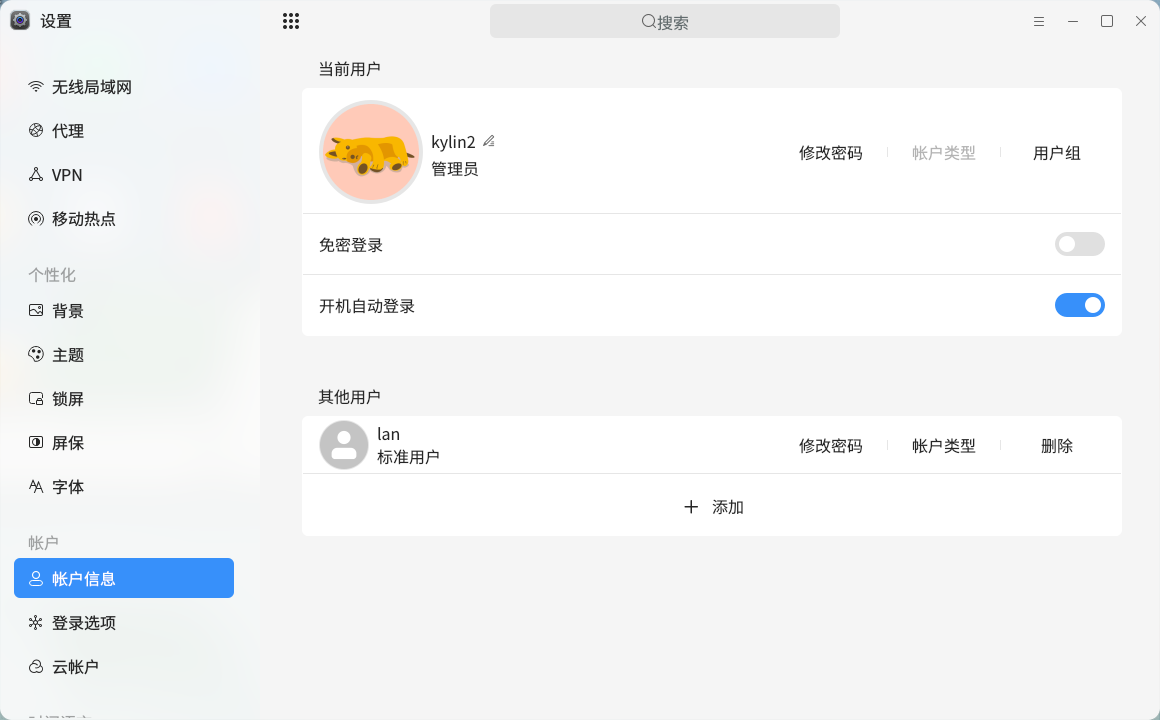 设置
搜索
无线局域网
代理
VPN
移动热点
个性化
背景
主题
锁屏
屏保
字体
帐户
帐户信息
登录选项
云帐户
当前用户
kylin2
管理员
修改密码 帐户类型 用户组
免密登录
开机自动登录
其他用户
lan
标准用户
修改密码 帐户类型 删除
添加